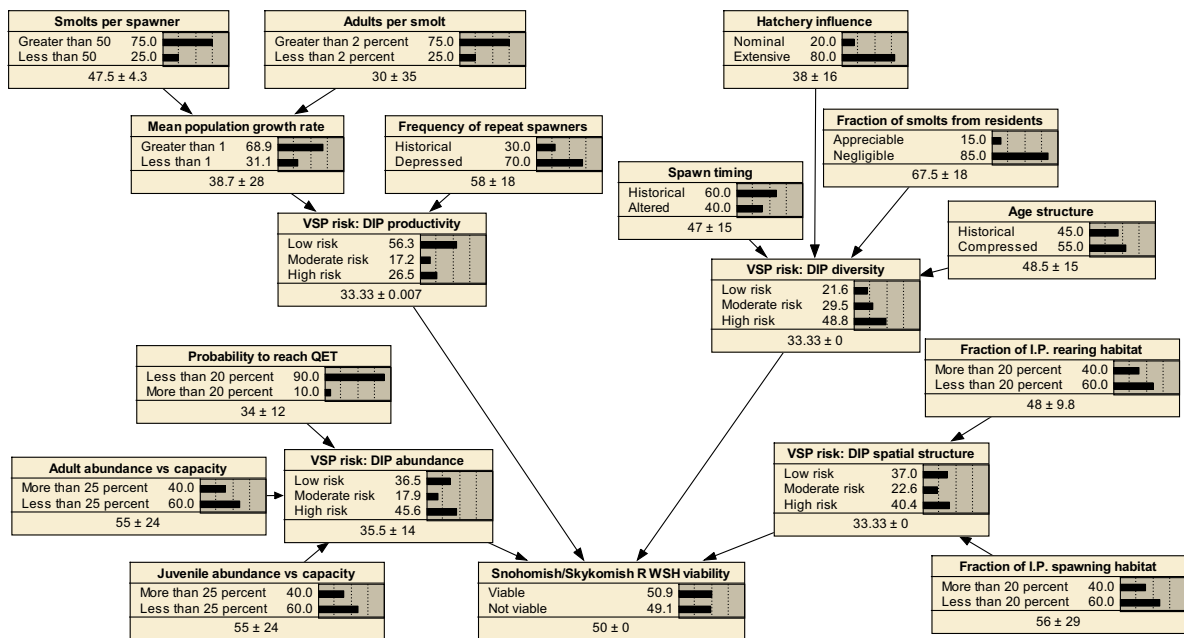 Smolts per spawner
Greater than 50 75.0
Less than 50 25.0
47.5 ± 4.3
Adults per smolt
Greater than 2 percent 75.0
Less than 2 percent 25.0
30 ± 35
Hatchery influence
Nominal 20.0
Extensive 80.0
38 ± 16
Mean population growth rate
Greater than 1 68.9
Less than 1 31.1
38.7 ± 28
Frequency of repeat spawners
Historical 30.0
Depressed 70.0
58 ± 18
Fraction of smolts from residents
Appreciable 15.0
Negligible 85.0
67.5 ± 18
Spawn timing
Historical 60.0
Altered 40.0
47 ± 15
Age structure
Historical 45.0
Compressed 55.0
48.5 ± 15
VSP risk: DIP productivity
Low risk 56.3
Moderate risk 17.2
High risk 26.5
33.33 ± 0.007
VSP risk: DIP diversity
Low risk 21.6
Moderate risk 29.5
High risk 48.8
33.33 ± 0
Probability to reach QET
Less than 20 percent 90.0
More than 20 percent 10.0
34 ± 12
Fraction of I.P. rearing habitat
More than 20 percent 40.0
Less than 20 percent 60.0
48 ± 9.8
Adult abundance vs capacity
More than 25 percent 40.0
Less than 25 percent 60.0
55 ± 24
VSP risk: DIP abundance
Low risk 36.5
Moderate risk 17.9
High risk 45.6
35.5 ± 14
VSP risk: DIP spatial structure
Low risk 37.0
Moderate risk 22.6
High risk 40.4
33.33 ± 0
Juvenile abundance vs capacity
More than 25 percent 40.0
Less than 25 percent 60.0
55 ± 24
Snohomish/Skykomish R WSH viability
Viable 50.9
Not viable 49.1
50 ± 0
Fraction of I.P. spawning habitat
More than 20 percent 40.0
Less than 20 percent 60.0
56 ± 29